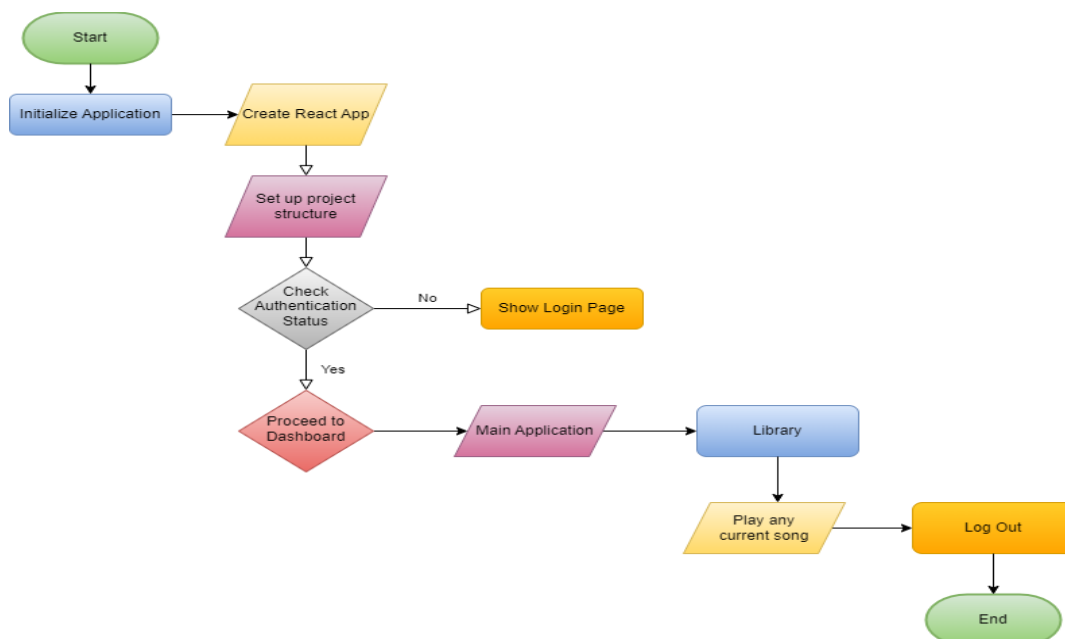 Start
Initialize Application
Create React App
Set up project
structure
Check
Authentication
Status
No
Show Login Page
Yes
Proceed to
Dashboard
Main Application
Library
Play any
current song
Log Out
End